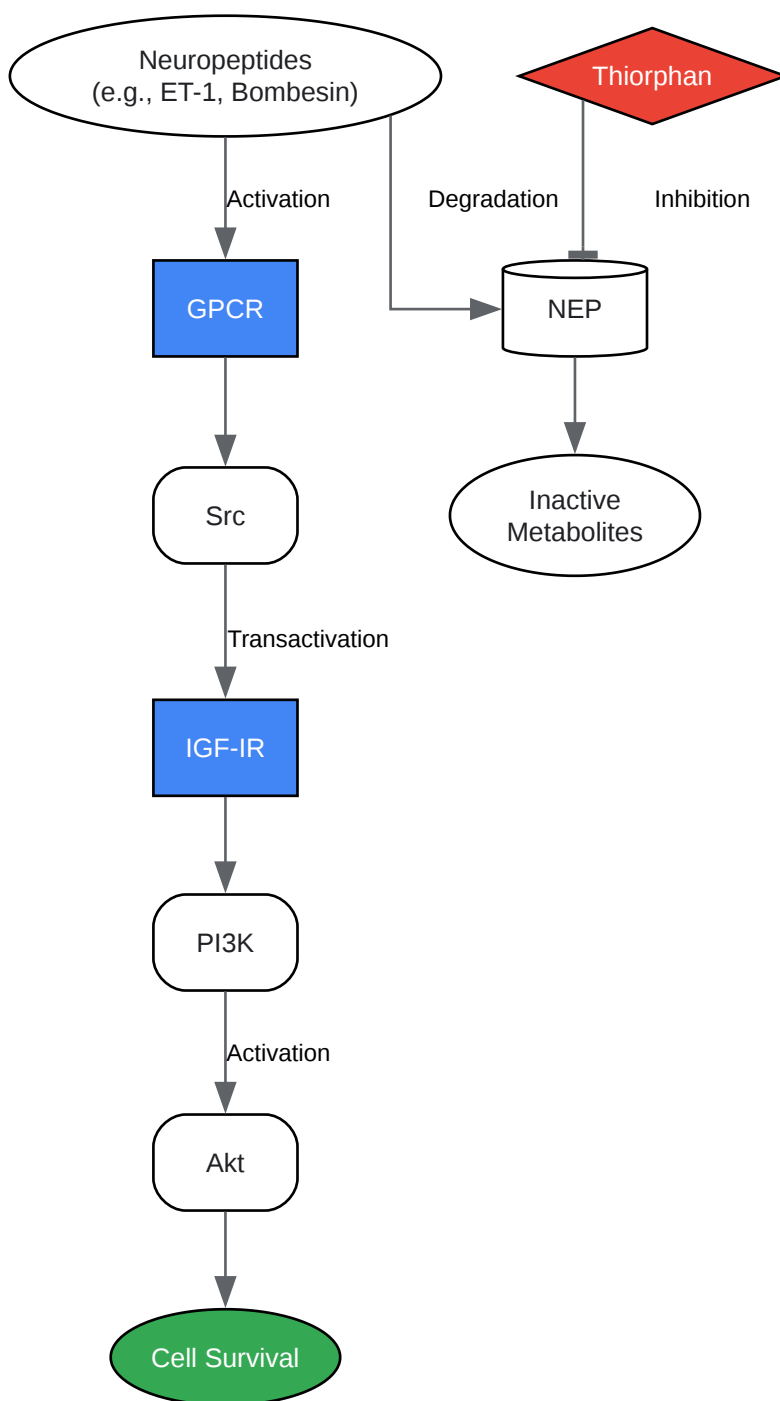 Neuropeptides
(e.g., ET-1, Bombesin)
Thiorphan
Activation
Degradation
Inhibition
GPCR
NEP
Src
Inactive
Metabolites
Transactivation
IGF-IR
PI3K
Activation
Akt
Cell Survival